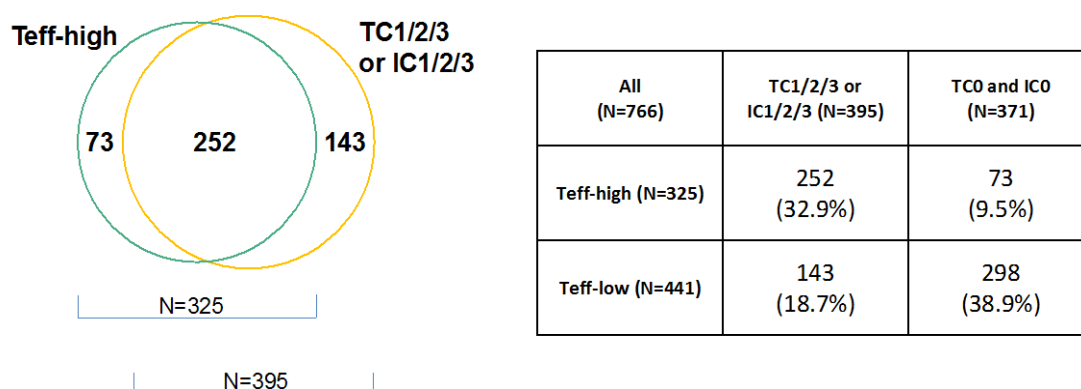 Teff-high
TC1/2/3
or IC1/2/3
73
252
143
N=325
N=395
All
(N=766)
TC1/2/3 or
IC1/2/3 (N=395)
TC0 and IC0
(N=371)
Teff-high (N=325)
252
(32.9%)
73
(9.5%)
Teff-low (N=441)
143
(18.7%)
298
(38.9%)